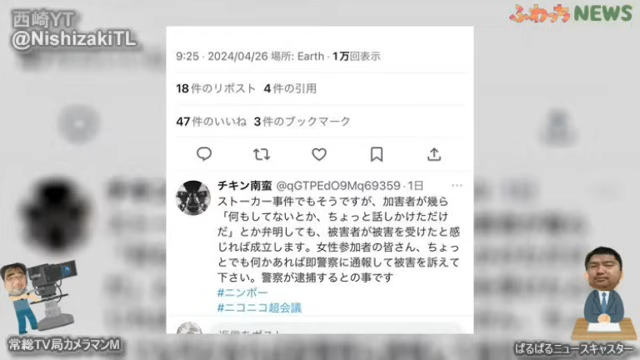 西崎YT
@NishizakiTL
ふわっち NEWS
9:25 · 2024/04/26 場所: Earth · 1万回表示
18 件のリポスト 4 件の引用
47 件のいいね 3 件のブックマーク
チキン南蛮 @qGTPEdO9Mq69359 · 1日
ストーカー事件でもそうですが、加害者が幾ら
「何もしてないとか、ちょっと話しかけただけ
だ」とか弁明しても、被害者が被害を受けたと感
じれば成立します。女性参加者の皆さん、ちょっ
とでも何かあれば即警察に通報して被害を訴えて
下さい。警察が逮捕するとの事です
#ニンポー
#ニコニコ超会議
常総TV局カメラマンM
ぱるぱるニュースキャスター